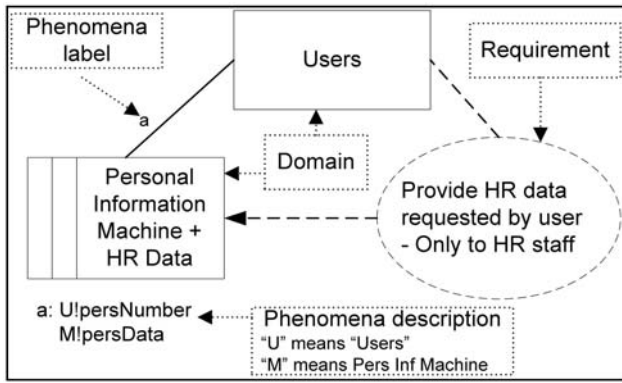 Phenomena
label
a
Users
Requirement
Domain
Personal
Information
Machine +
HR Data
Provide HR data
requested by user
- Only to HR staff
a: U!persNumber
M!persData
Phenomena description
“U” means “Users”
“M” means Pers Inf Machine